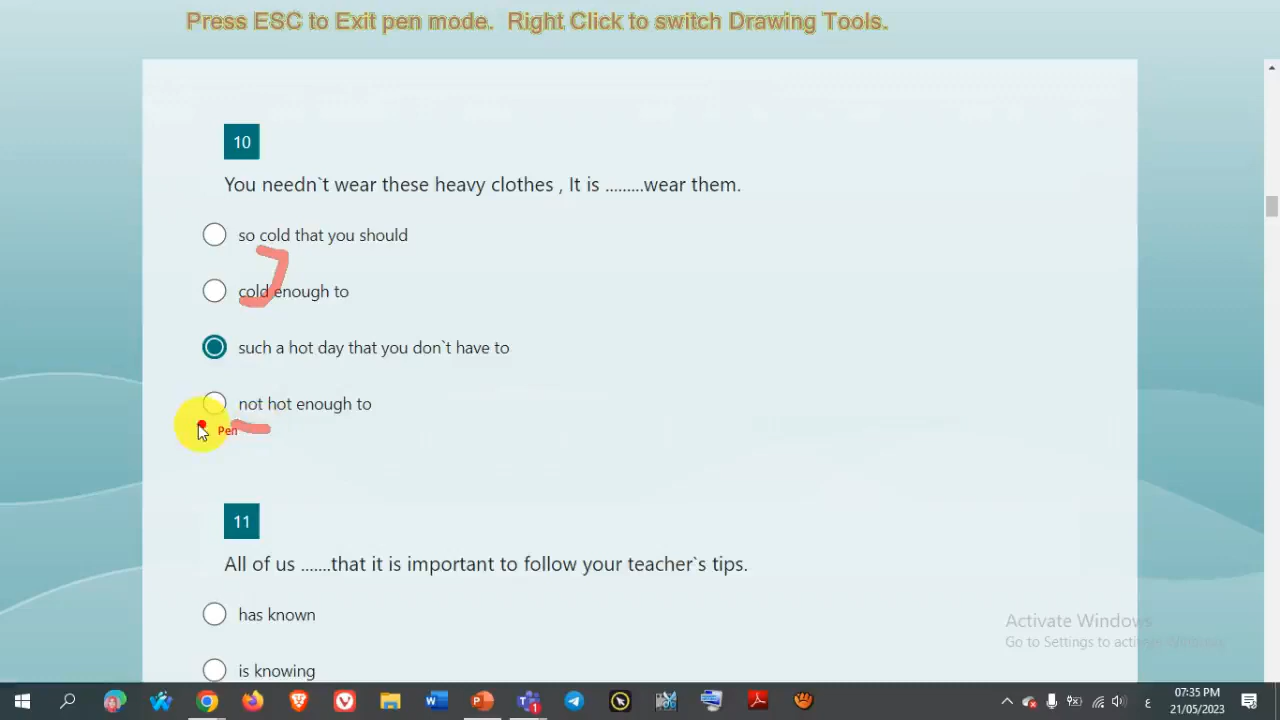 Press ESC to Exit pen mode.  Right Click to switch Drawing Tools.
10
You needn`t wear these heavy clothes , It is .........wear them.
so cold that you should
cold enough to
such a hot day that you don`t have to
not hot enough to
Pen
11
All of us .......that it is important to follow your teacher`s tips.
has known
is knowing
Activate Windows
Go to Settings to activate Windows.
1
ع
07:35 PM
21/05/2023